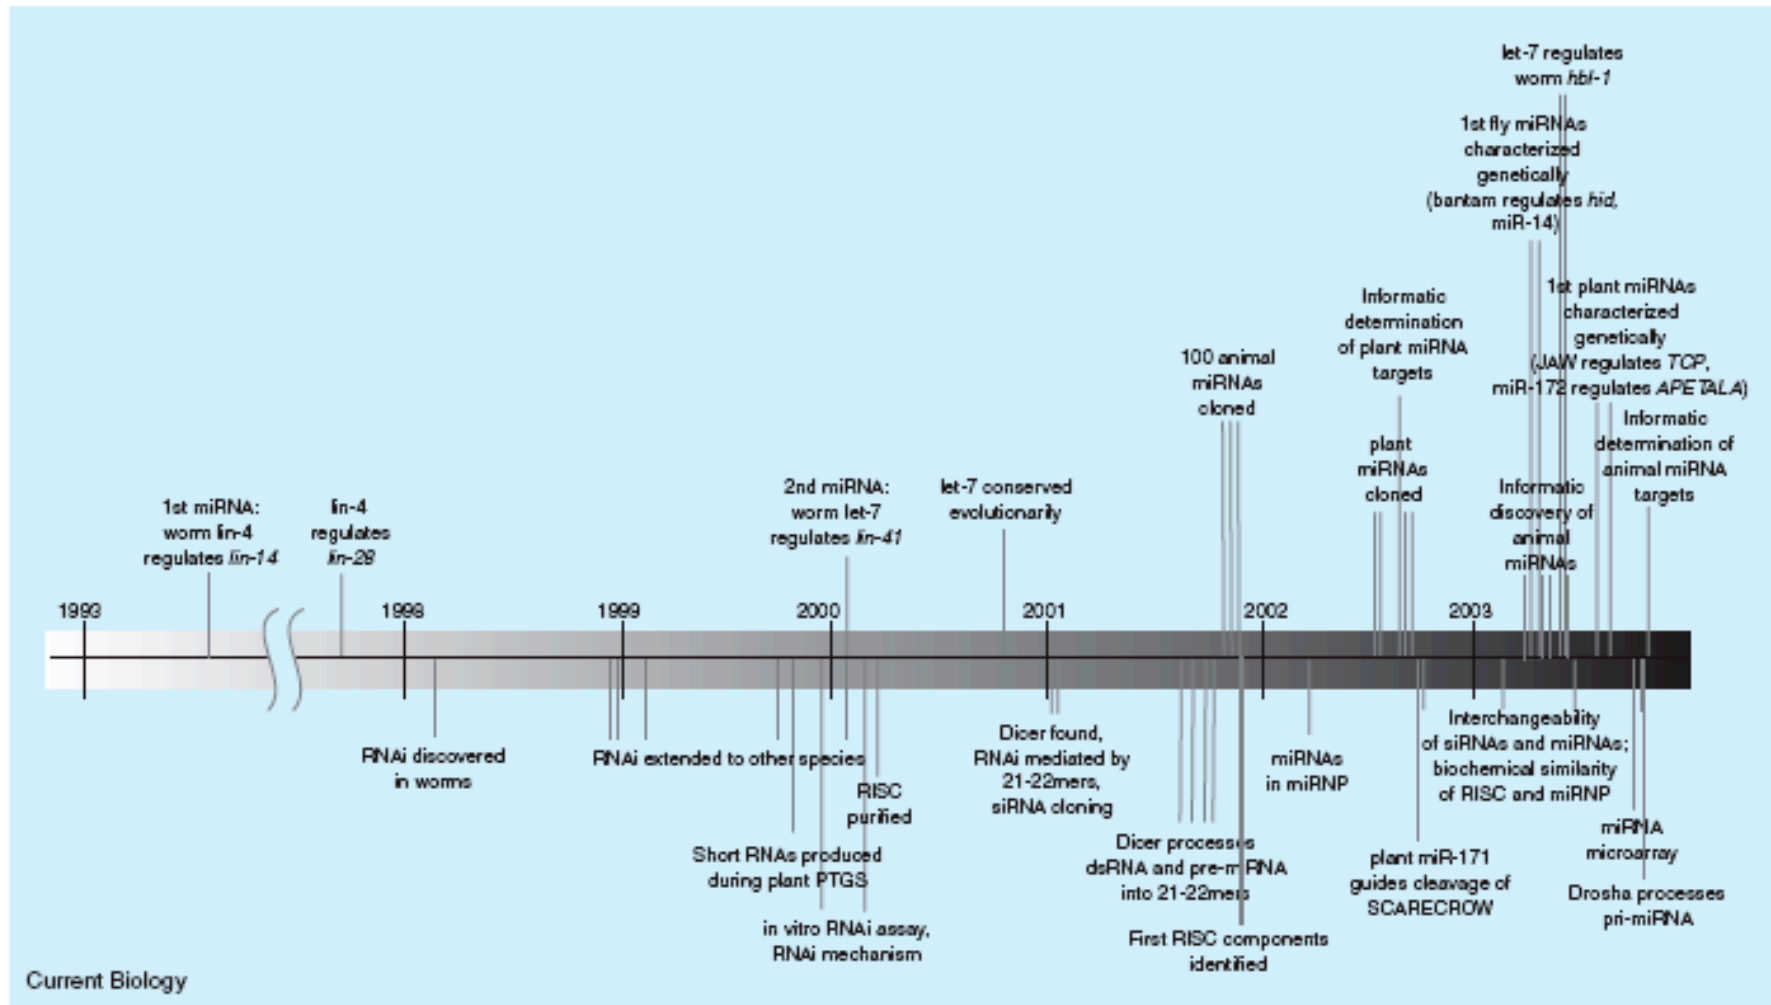 let-7 regulates
worm hbl-1
1st fly miRNAs
characterized
genetically
(bantam regulates hid,
miR-14)
Informatic
determination
of plant miRNA
targets
1st plant miRNAs
characterized
genetically
(JAW regulates TCP,
miR-172 regulates APETALA)
100 animal
miRNAs
cloned
plant
miRNAs
cloned
Informatic
determination of
animal miRNA
targets
1st miRNA:
worm lin-4
regulates lin-14
lin-4
regulates
lin-28
2nd miRNA:
worm let-7
regulates lin-41
let-7 conserved
evolutionarily
Informatic
discovery of
animal
miRNAs
1993
1998
1999
2000
2001
2002
2003
RNAi discovered
in worms
RNAi extended to other species
RISC
purified
Short RNAs produced
during plant PTGS
in vitro RNAi assay,
RNAi mechanism
Dicer found,
RNAi mediated by
21-22mers,
siRNA cloning
Dicer processes
dsRNA and pre-miRNA
into 21-22mers
First RISC components
identified
miRNAs
in miRNP
Interchangeability
of siRNAs and miRNAs;
biochemical similarity
of RISC and miRNP
plant miR-171
guides cleavage of
SCARECROW
miRNA
microarray
Drosha processes
pri-miRNA
Current Biology